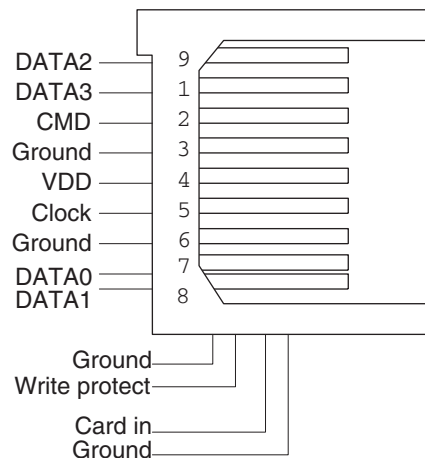 DATA2 9
DATA3 1
CMD 2
Ground 3
VDD 4
Clock 5
Ground 6
DATA0 7
DATA1 8
Ground
Write protect
Card in
Ground